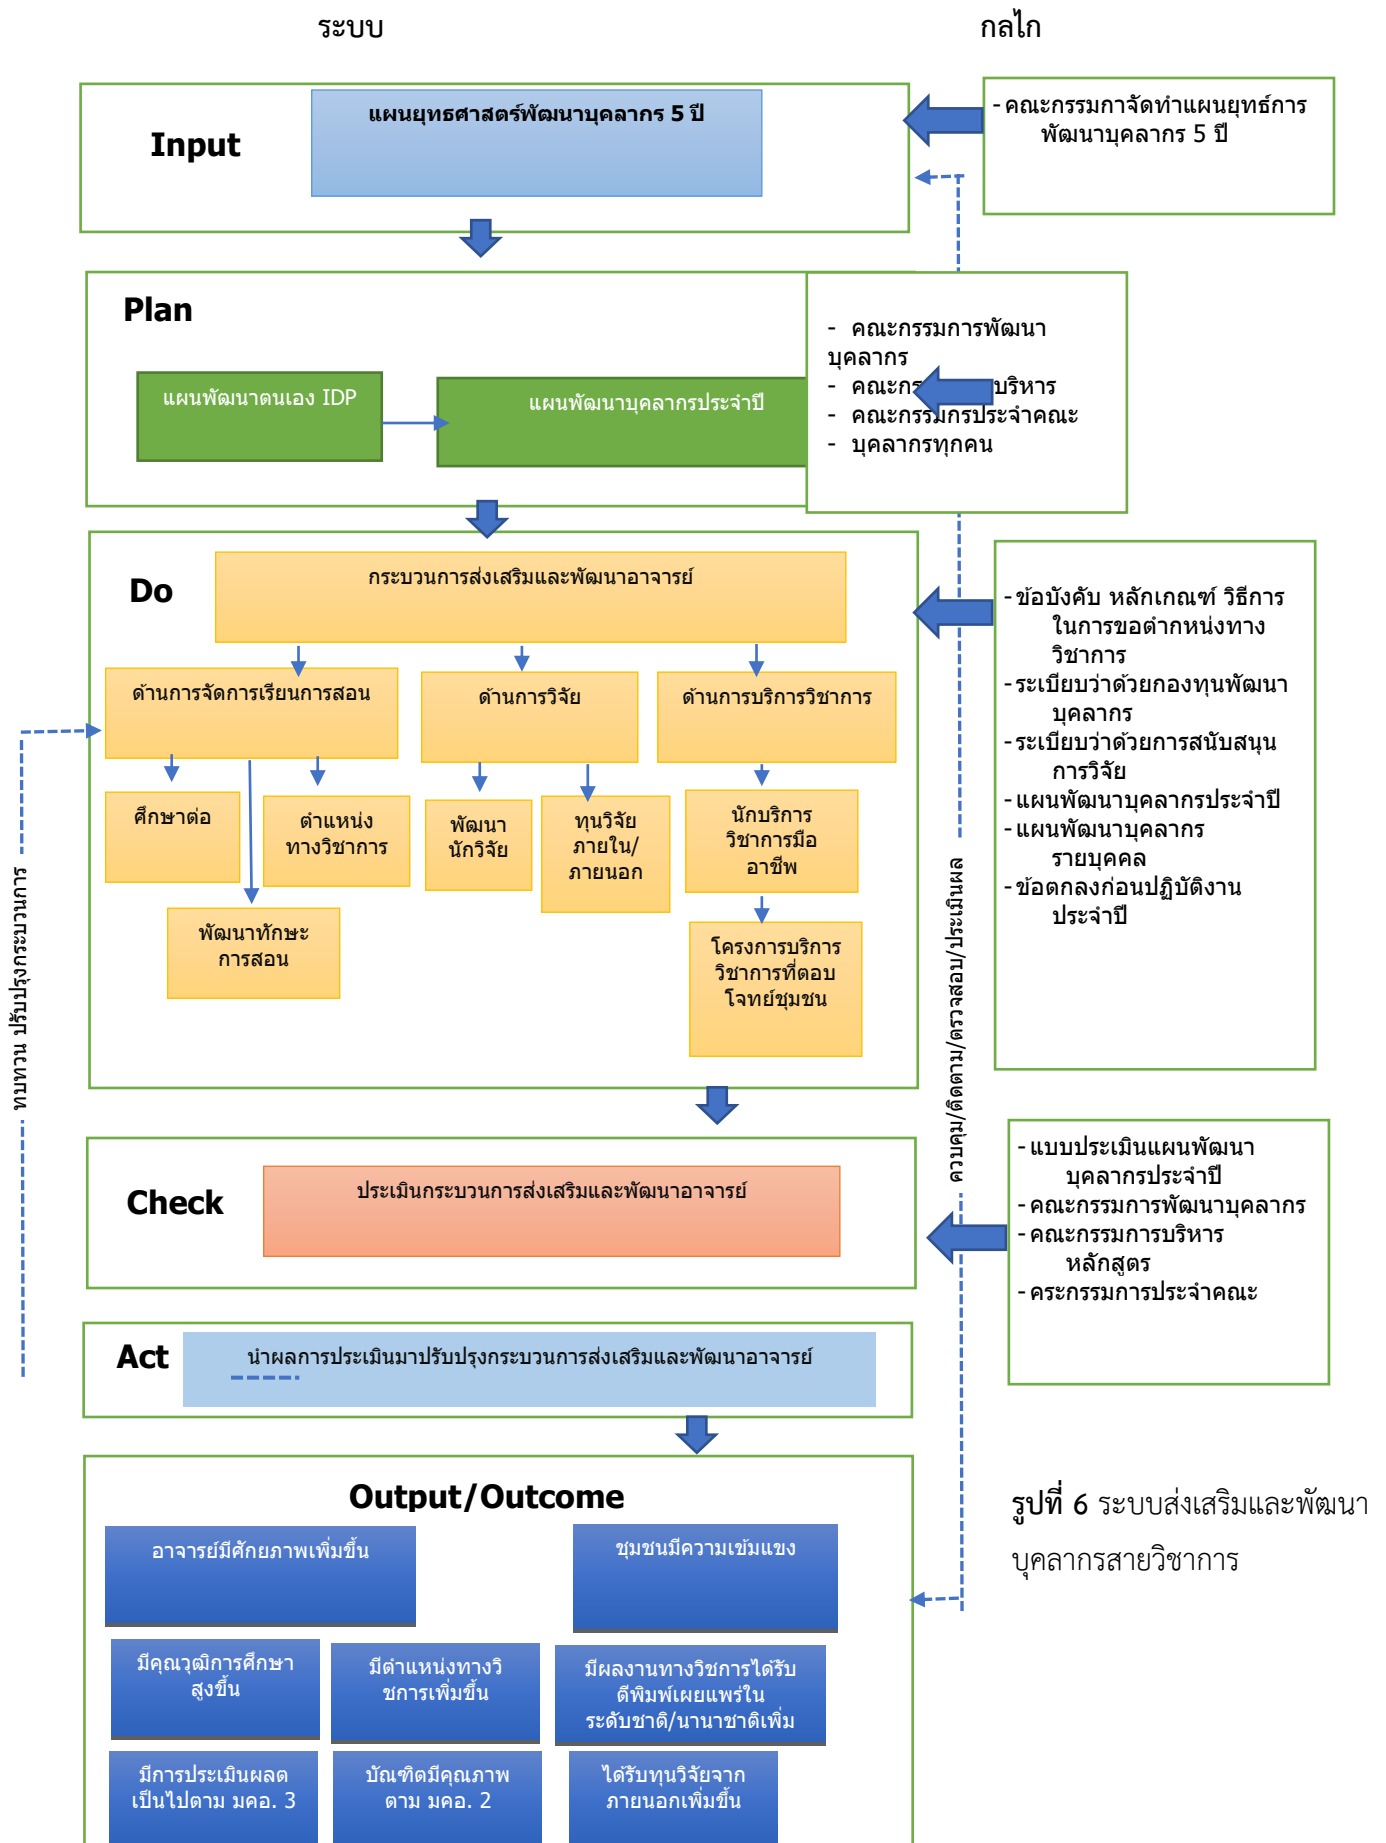 ระบบ
กลไก
Input
แผนยุทธศาสตร์พัฒนาบุคลากร 5 ปี
-คณะกรรมกาจัดทำแผนยุทธ์การ
พัฒนาบุคลากร 5 ปี
Plan
แผนพัฒนาตนเอง IDP
แผนพัฒนาบุคลากรประจำปี
- คณะกรรมการพัฒนา
บุคลากร
- คณะกร บริหาร
- คณะกรรมกรประจำคณะ
- บุคลากรทุกคน
Do
กระบวนการส่งเสริมและพัฒนาอาจารย์
ด้านการจัดการเรียนการสอน
ด้านการวิจัย
ด้านการบริการวิชาการ
ศึกษาต่อ
ตำแหน่ง
ทางวิชาการ
พัฒนา
นักวิจัย
ทุนวิจัย
ภายใน/
ภายนอก
นักบริการ
วิชาการมือ
อาชีพ
พัฒนาทักษะ
การสอน
โครงการบริการ
วิชาการที่ตอบ
โจทย์ชุมชน
-ข้อบังคับ หลักเกณฑ์ วิธีการ
ในการขอตำกหน่งทาง
วิชาการ
-ระเบียบว่าด้วยกองทุนพัฒนา
บุคลากร
-ระเบียบว่าด้วยการสนับสนุน
การวิจัย
-แผนพัฒนาบุคลากรประจำปี
-แผนพัฒนาบุคลากร
รายบุคคล
-ข้อตกลงก่อนปฏิบัติงาน
ประจำปี
ทบทวน ปรับปรุงกระบวนการ
ควบคุม/ติดตาม/ตรวจสอบ/ประเมินผล
Check
ประเมินกระบวนการส่งเสริมและพัฒนาอาจารย์
-แบบประเมินแผนพัฒนา
บุคลากรประจำปี
-คณะกรรมการพัฒนาบุคลากร
-คณะกรรมการบริหาร
หลักสูตร
-คระกรรมการประจำคณะ
Act
นำผลการประเมินมาปรับปรุงกระบวนการส่งเสริมและพัฒนาอาจารย์
Output/Outcome
อาจารย์มีศักยภาพเพิ่มขึ้น
ชุมชนมีความเข้มแขง
มีคุณวุฒิการศึกษา
สูงขึ้น
มีตำแหน่งทางวิ
ชการเพิ่มขึ้น
มีผลงานทางวิชการได้รับ
ตีพิมพ์เผยแพร่ใน
ระดับชาติ/นานาชาติเพิ่ม
มีการประเมินผลต
เป็นไปตาม มคอ. 3
บัณฑิตมีคุณภาพ
ตาม มคอ. 2
ได้รับทุนวิจัยจาก
ภายนอกเพิ่มขึ้น
รูปที่ 6 ระบบส่งเสริมและพัฒนา
บุคลากรสายวิชาการ